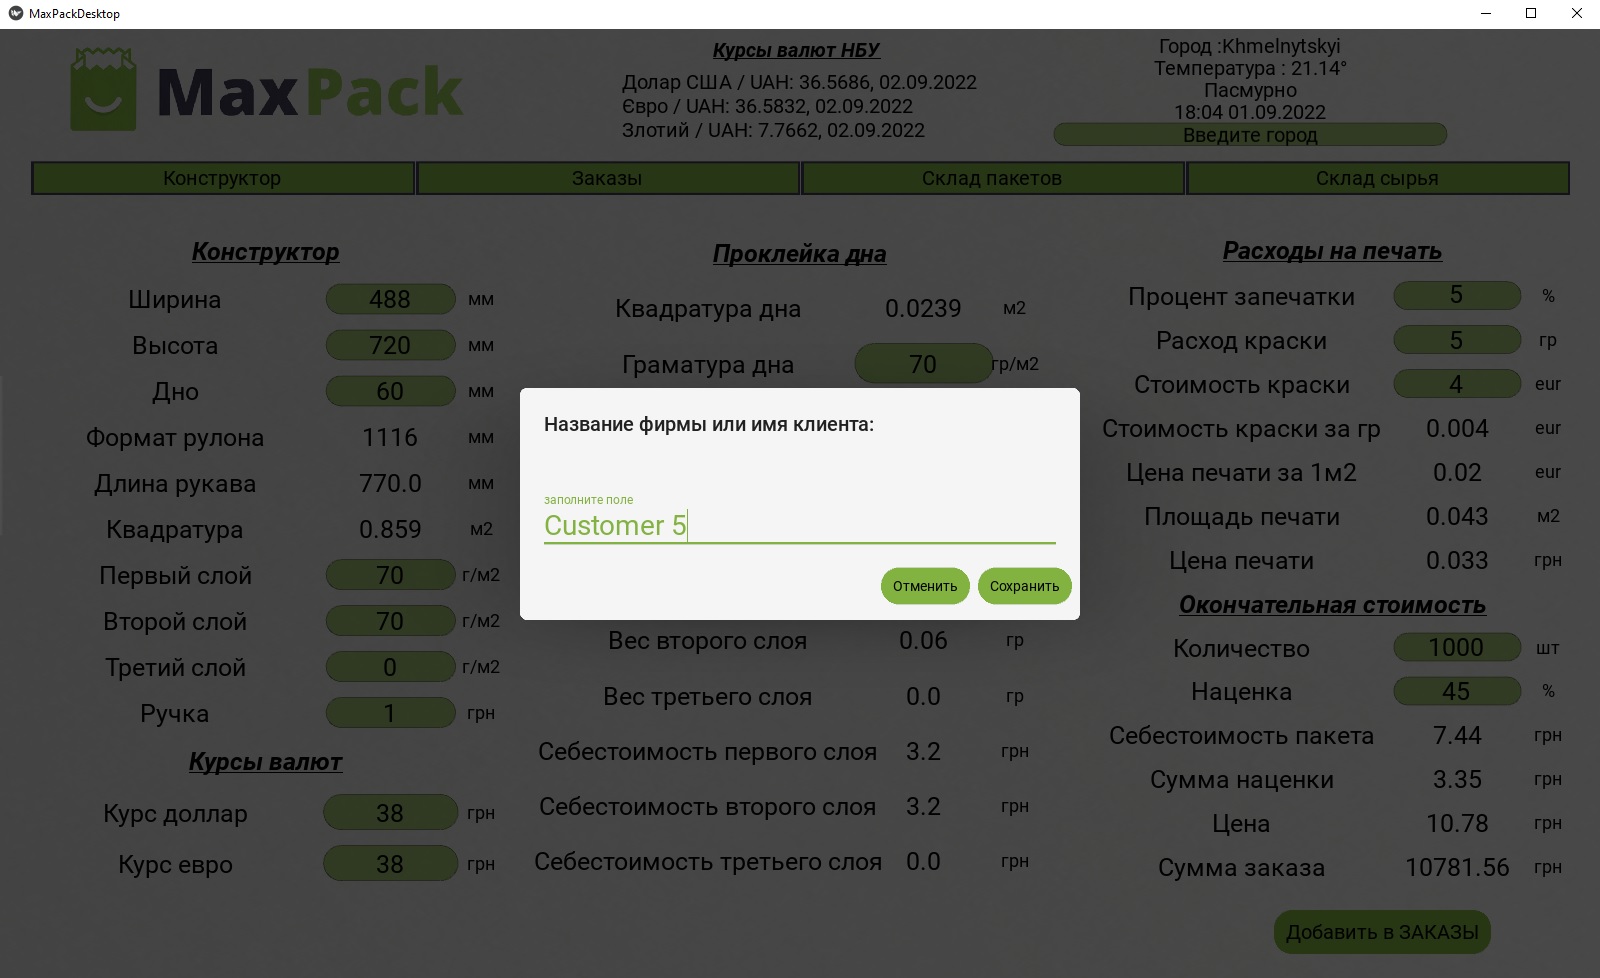 MaxPackDesktop
MaxPack
Курсы валют НБУ
Долар США / UAH: 36.5686, 02.09.2022
Євро / UAH: 36.5832, 02.09.2022
Злотий / UAH: 7.7662, 02.09.2022
Город :Khmelnytskyi
Температура : 21.14°
Пасмурно
18:04 01.09.2022
Введите город
Конструктор
Заказы
Склад пакетов
Склад сырья
Конструктор
Ширина 488 мм
Высота 720 мм
Дно 60 мм
Формат рулона 1116 мм
Длина рукава 770.0 мм
Квадратура 0.859 м2
Первый слой 70 г/м2
Второй слой 70 г/м2
Третий слой 0 г/м2
Ручка 1 грн
Курсы валют
Курс доллар 38 грн
Курс евро 38 грн
Проклейка дна
Квадратура дна 0.0239 м2
Граматура дна 70 гр/м2
Название фирмы или имя клиента:
заполните поле
Customer 5
Отменить
Сохранить
Вес второго слоя 0.06 гр
Вес третьего слоя 0.0 гр
Себестоимость первого слоя 3.2 грн
Себестоимость второго слоя 3.2 грн
Себестоимость третьего слоя 0.0 грн
Расходы на печать
Процент запечатки 5 %
Расход краски 5 гр
Стоимость краски 4 eur
Стоимость краски за гр 0.004 eur
Цена печати за 1м2 0.02 eur
Площадь печати 0.043 м2
Цена печати 0.033 грн
Окончательная стоимость
Количество 1000 шт
Наценка 45 %
Себестоимость пакета 7.44 грн
Сумма наценки 3.35 грн
Цена 10.78 грн
Сумма заказа 10781.56 грн
Добавить в ЗАКАЗЫ